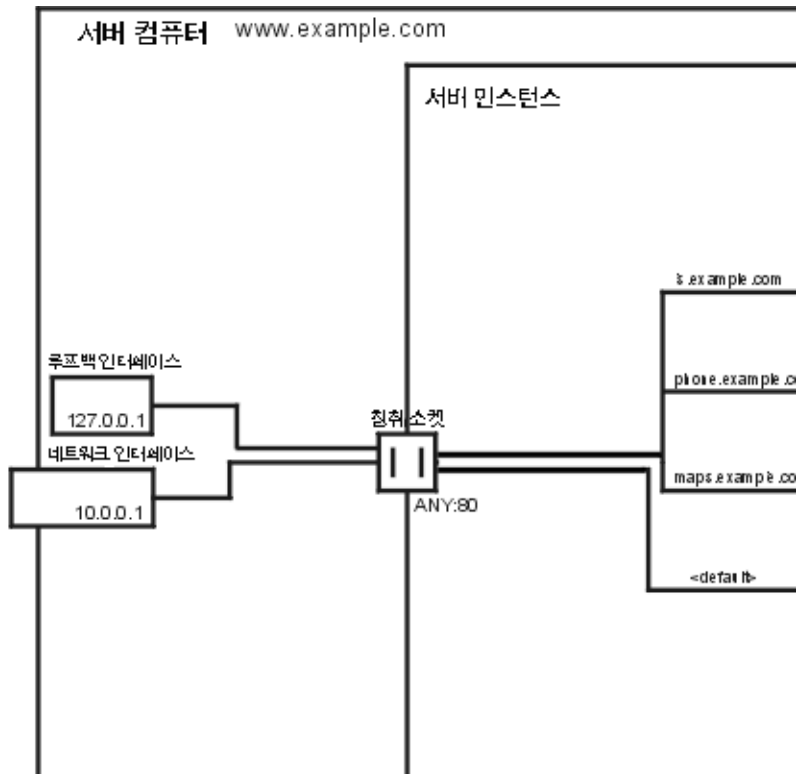 서버 컴퓨터 www.example.com
서버 인스턴스
s.example.com
phone.example.co
루프백 인터페이스
127.0.0.1
청취 소켓
네트워크 인터페이스
maps.example.co
10.0.0.1
ANY:80
<default>